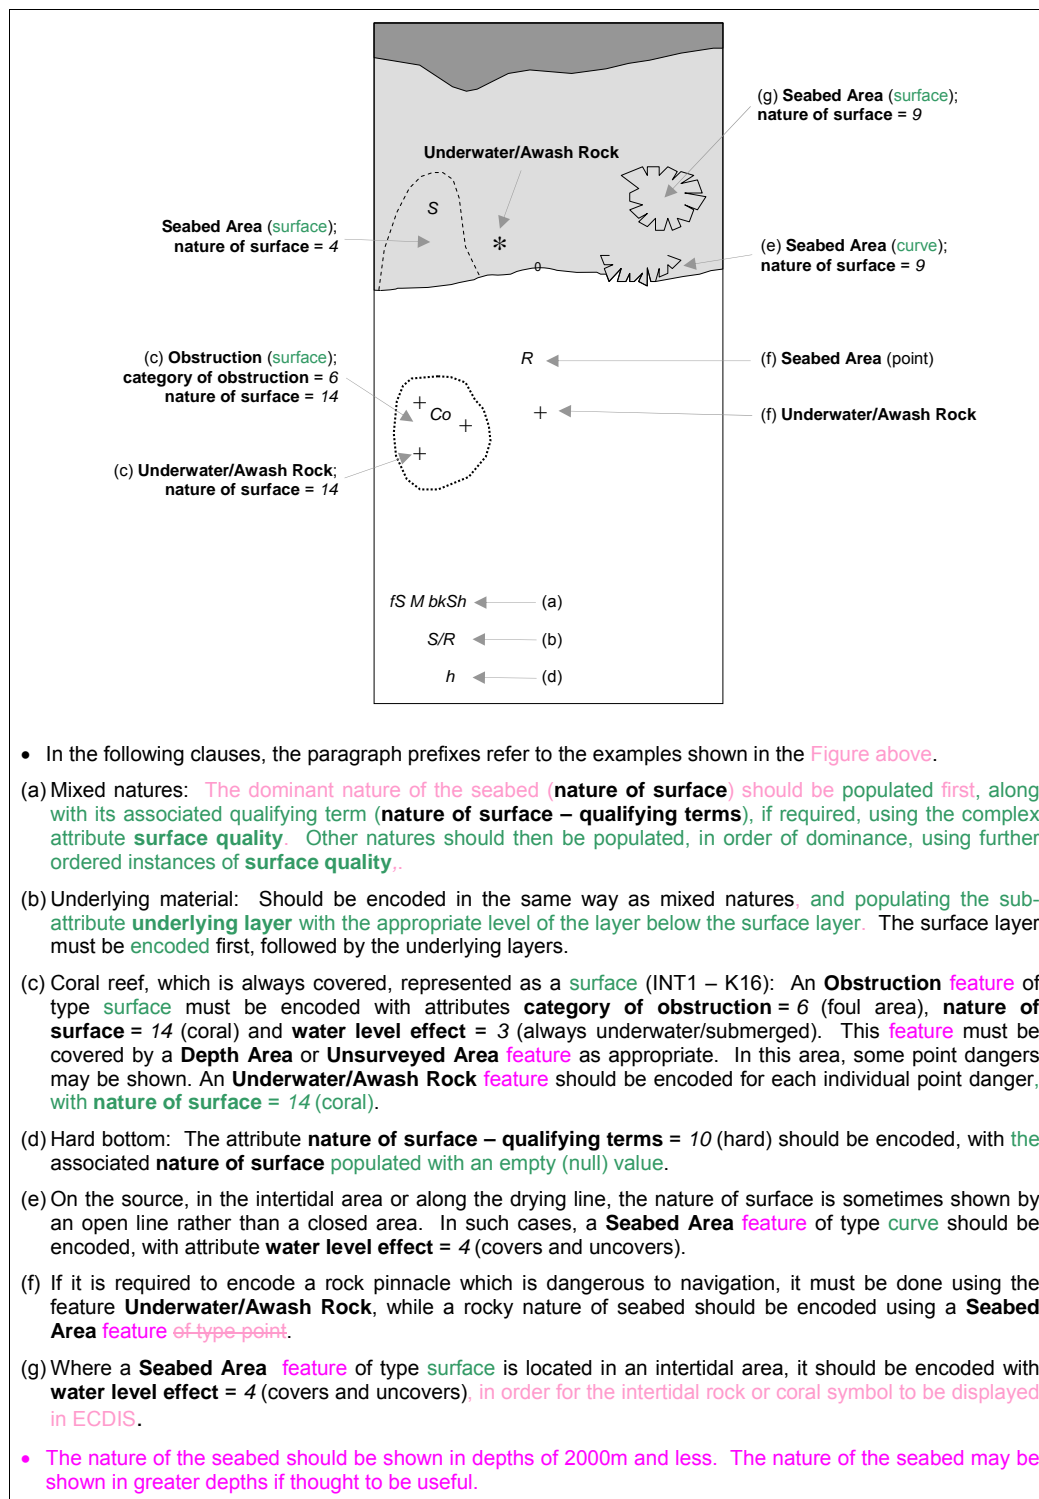 (g) Seabed Area (surface);
nature of surface = 9
Underwater/Awash Rock
S
Seabed Area (surface);
nature of surface = 4
*
(e) Seabed Area (curve);
nature of surface = 9
0
(c) Obstruction (surface);
category of obstruction = 6
nature of surface = 14
R
(f) Seabed Area (point)
Co
(f) Underwater/Awash Rock
(c) Underwater/Awash Rock;
nature of surface = 14
fS M bkSh
(a)
S/R
(b)
h
(d)
• In the following clauses, the paragraph prefixes refer to the examples shown in the Figure above.
(a) Mixed natures: The dominant nature of the seabed (nature of surface) should be populated first, along
with its associated qualifying term (nature of surface – qualifying terms), if required, using the complex
attribute surface quality. Other natures should then be populated, in order of dominance, using further
ordered instances of surface quality,.
(b) Underlying material: Should be encoded in the same way as mixed natures, and populating the sub-
attribute underlying layer with the appropriate level of the layer below the surface layer. The surface layer
must be encoded first, followed by the underlying layers.
(c) Coral reef, which is always covered, represented as a surface (INT1 – K16): An Obstruction feature of
type surface must be encoded with attributes category of obstruction = 6 (foul area), nature of
surface = 14 (coral) and water level effect = 3 (always underwater/submerged). This feature must be
covered by a Depth Area or Unsurveyed Area feature as appropriate. In this area, some point dangers
may be shown. An Underwater/Awash Rock feature should be encoded for each individual point danger,
with nature of surface = 14 (coral).
(d) Hard bottom: The attribute nature of surface – qualifying terms = 10 (hard) should be encoded, with the
associated nature of surface populated with an empty (null) value.
(e) On the source, in the intertidal area or along the drying line, the nature of surface is sometimes shown by
an open line rather than a closed area. In such cases, a Seabed Area feature of type curve should be
encoded, with attribute water level effect = 4 (covers and uncovers).
(f) If it is required to encode a rock pinnacle which is dangerous to navigation, it must be done using the
feature Underwater/Awash Rock, while a rocky nature of seabed should be encoded using a Seabed
Area feature of type point.
(g) Where a Seabed Area feature of type surface is located in an intertidal area, it should be encoded with
water level effect = 4 (covers and uncovers), in order for the intertidal rock or coral symbol to be displayed
in ECDIS.
• The nature of the seabed should be shown in depths of 2000m and less. The nature of the seabed may be
shown in greater depths if thought to be useful.